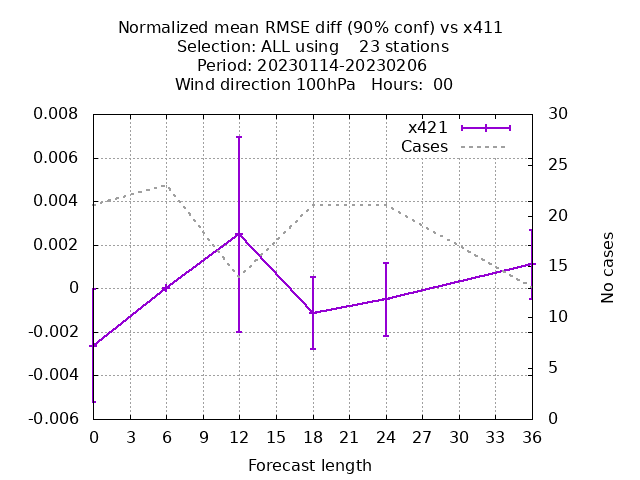 Normalized mean RMSE diff (90% conf) vs x411
Selection: ALL using    23 stations
Period: 20230114-20230206
Wind direction 100hPa   Hours:  00
0.008
0.006
0.004
0.002
0
-0.002
-0.004
-0.006
30
25
20
15
10
5
0
x421
Cases
No cases
0 3 6 9 12 15 18 21 24 27 30 33 36
Forecast length